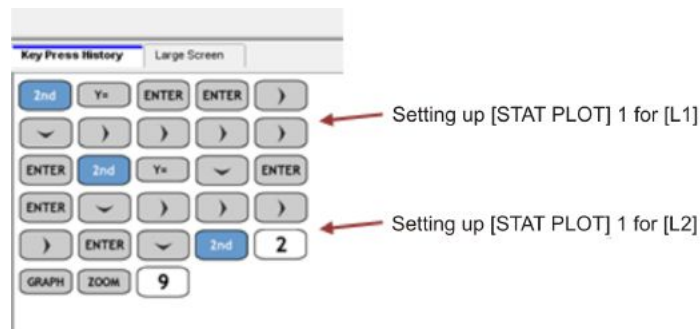 Key Press History Large Screen
2nd Y= ENTER ENTER
Setting up [STAT PLOT] 1 for [L1]
ENTER 2nd Y= ENTER
ENTER
Setting up [STAT PLOT] 1 for [L2]
ENTER 2nd 2
GRAPH ZOOM 9